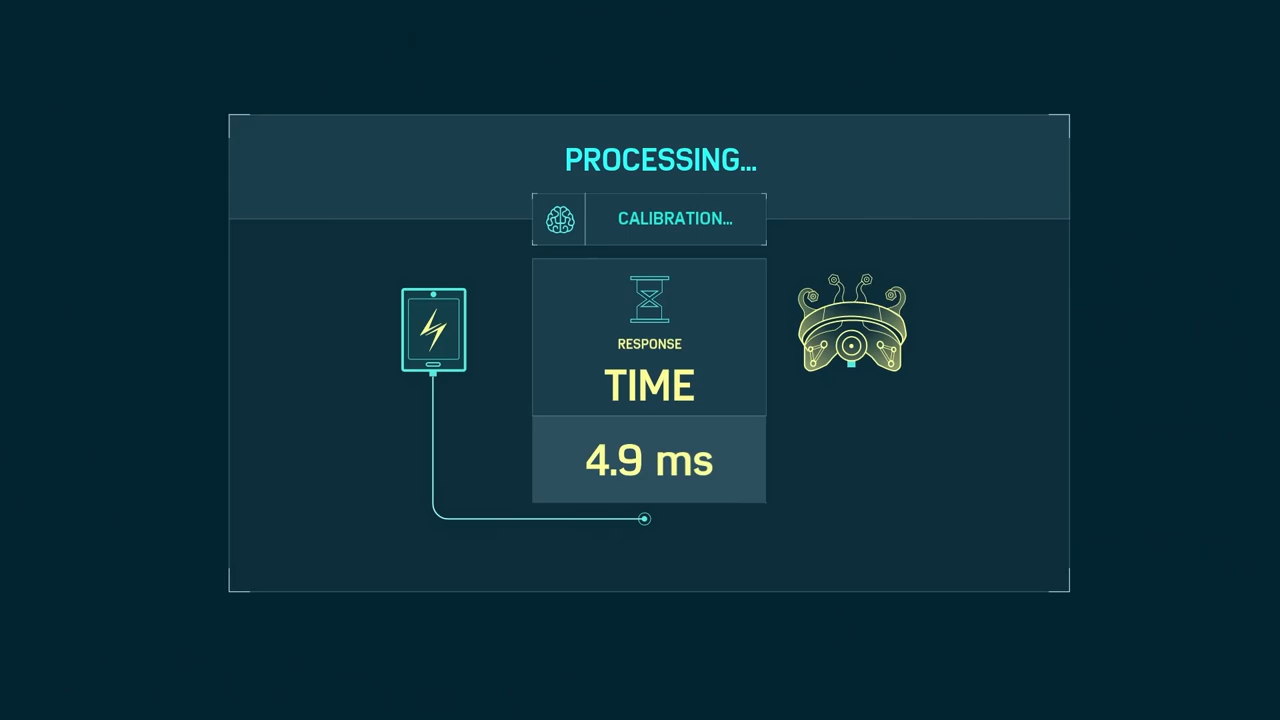 PROCESSING...
CALIBRATION...
RESPONSE
TIME
4.9 ms